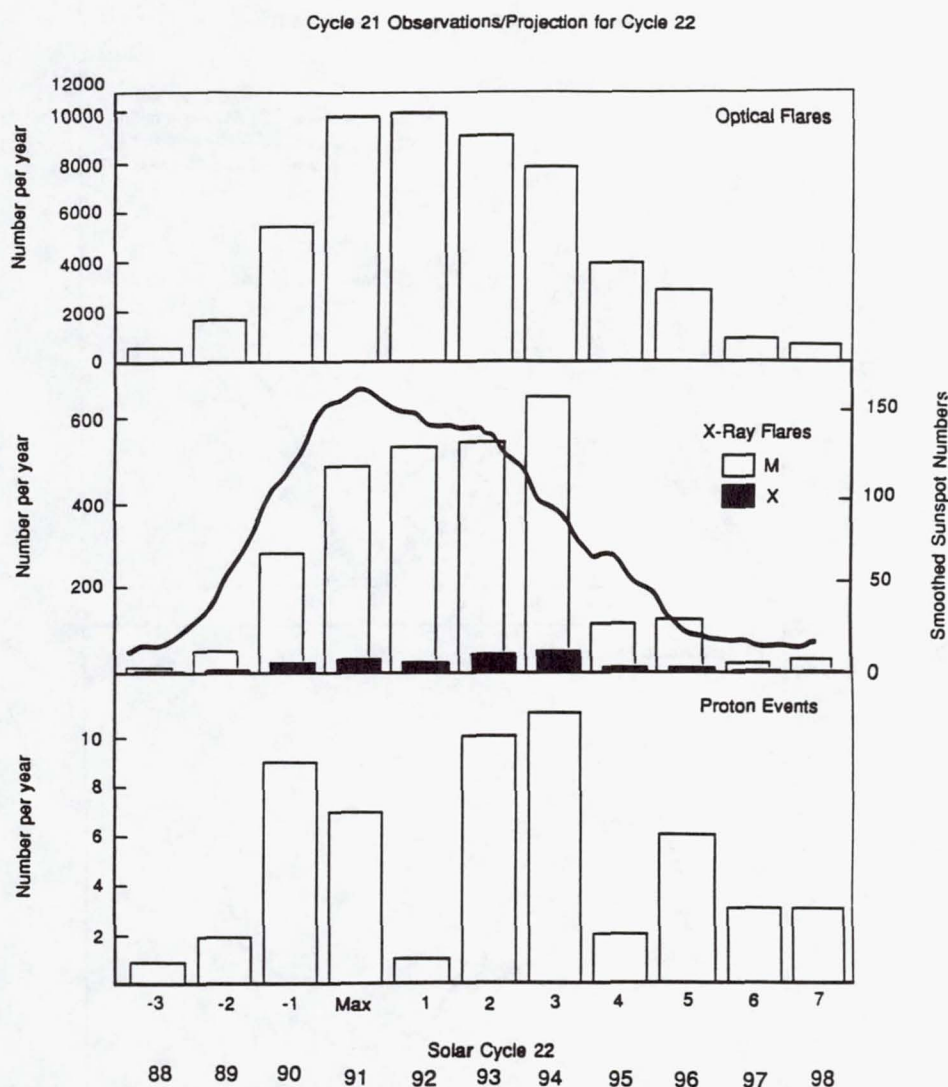 Cycle 21 Observations/Projection for Cycle 22
Number per year
12000
10000
8000
6000
4000
2000
0
Optical Flares
Number per year
600
400
200
X-Ray Flares
M
X
150
100
50
0
Smoothed Sunspot Numbers
Number per year
10
8
6
4
2
Proton Events
-3 -2 -1 Max 1 2 3 4 5 6 7
Solar Cycle 22
88 89 90 91 92 93 94 95 96 97 98